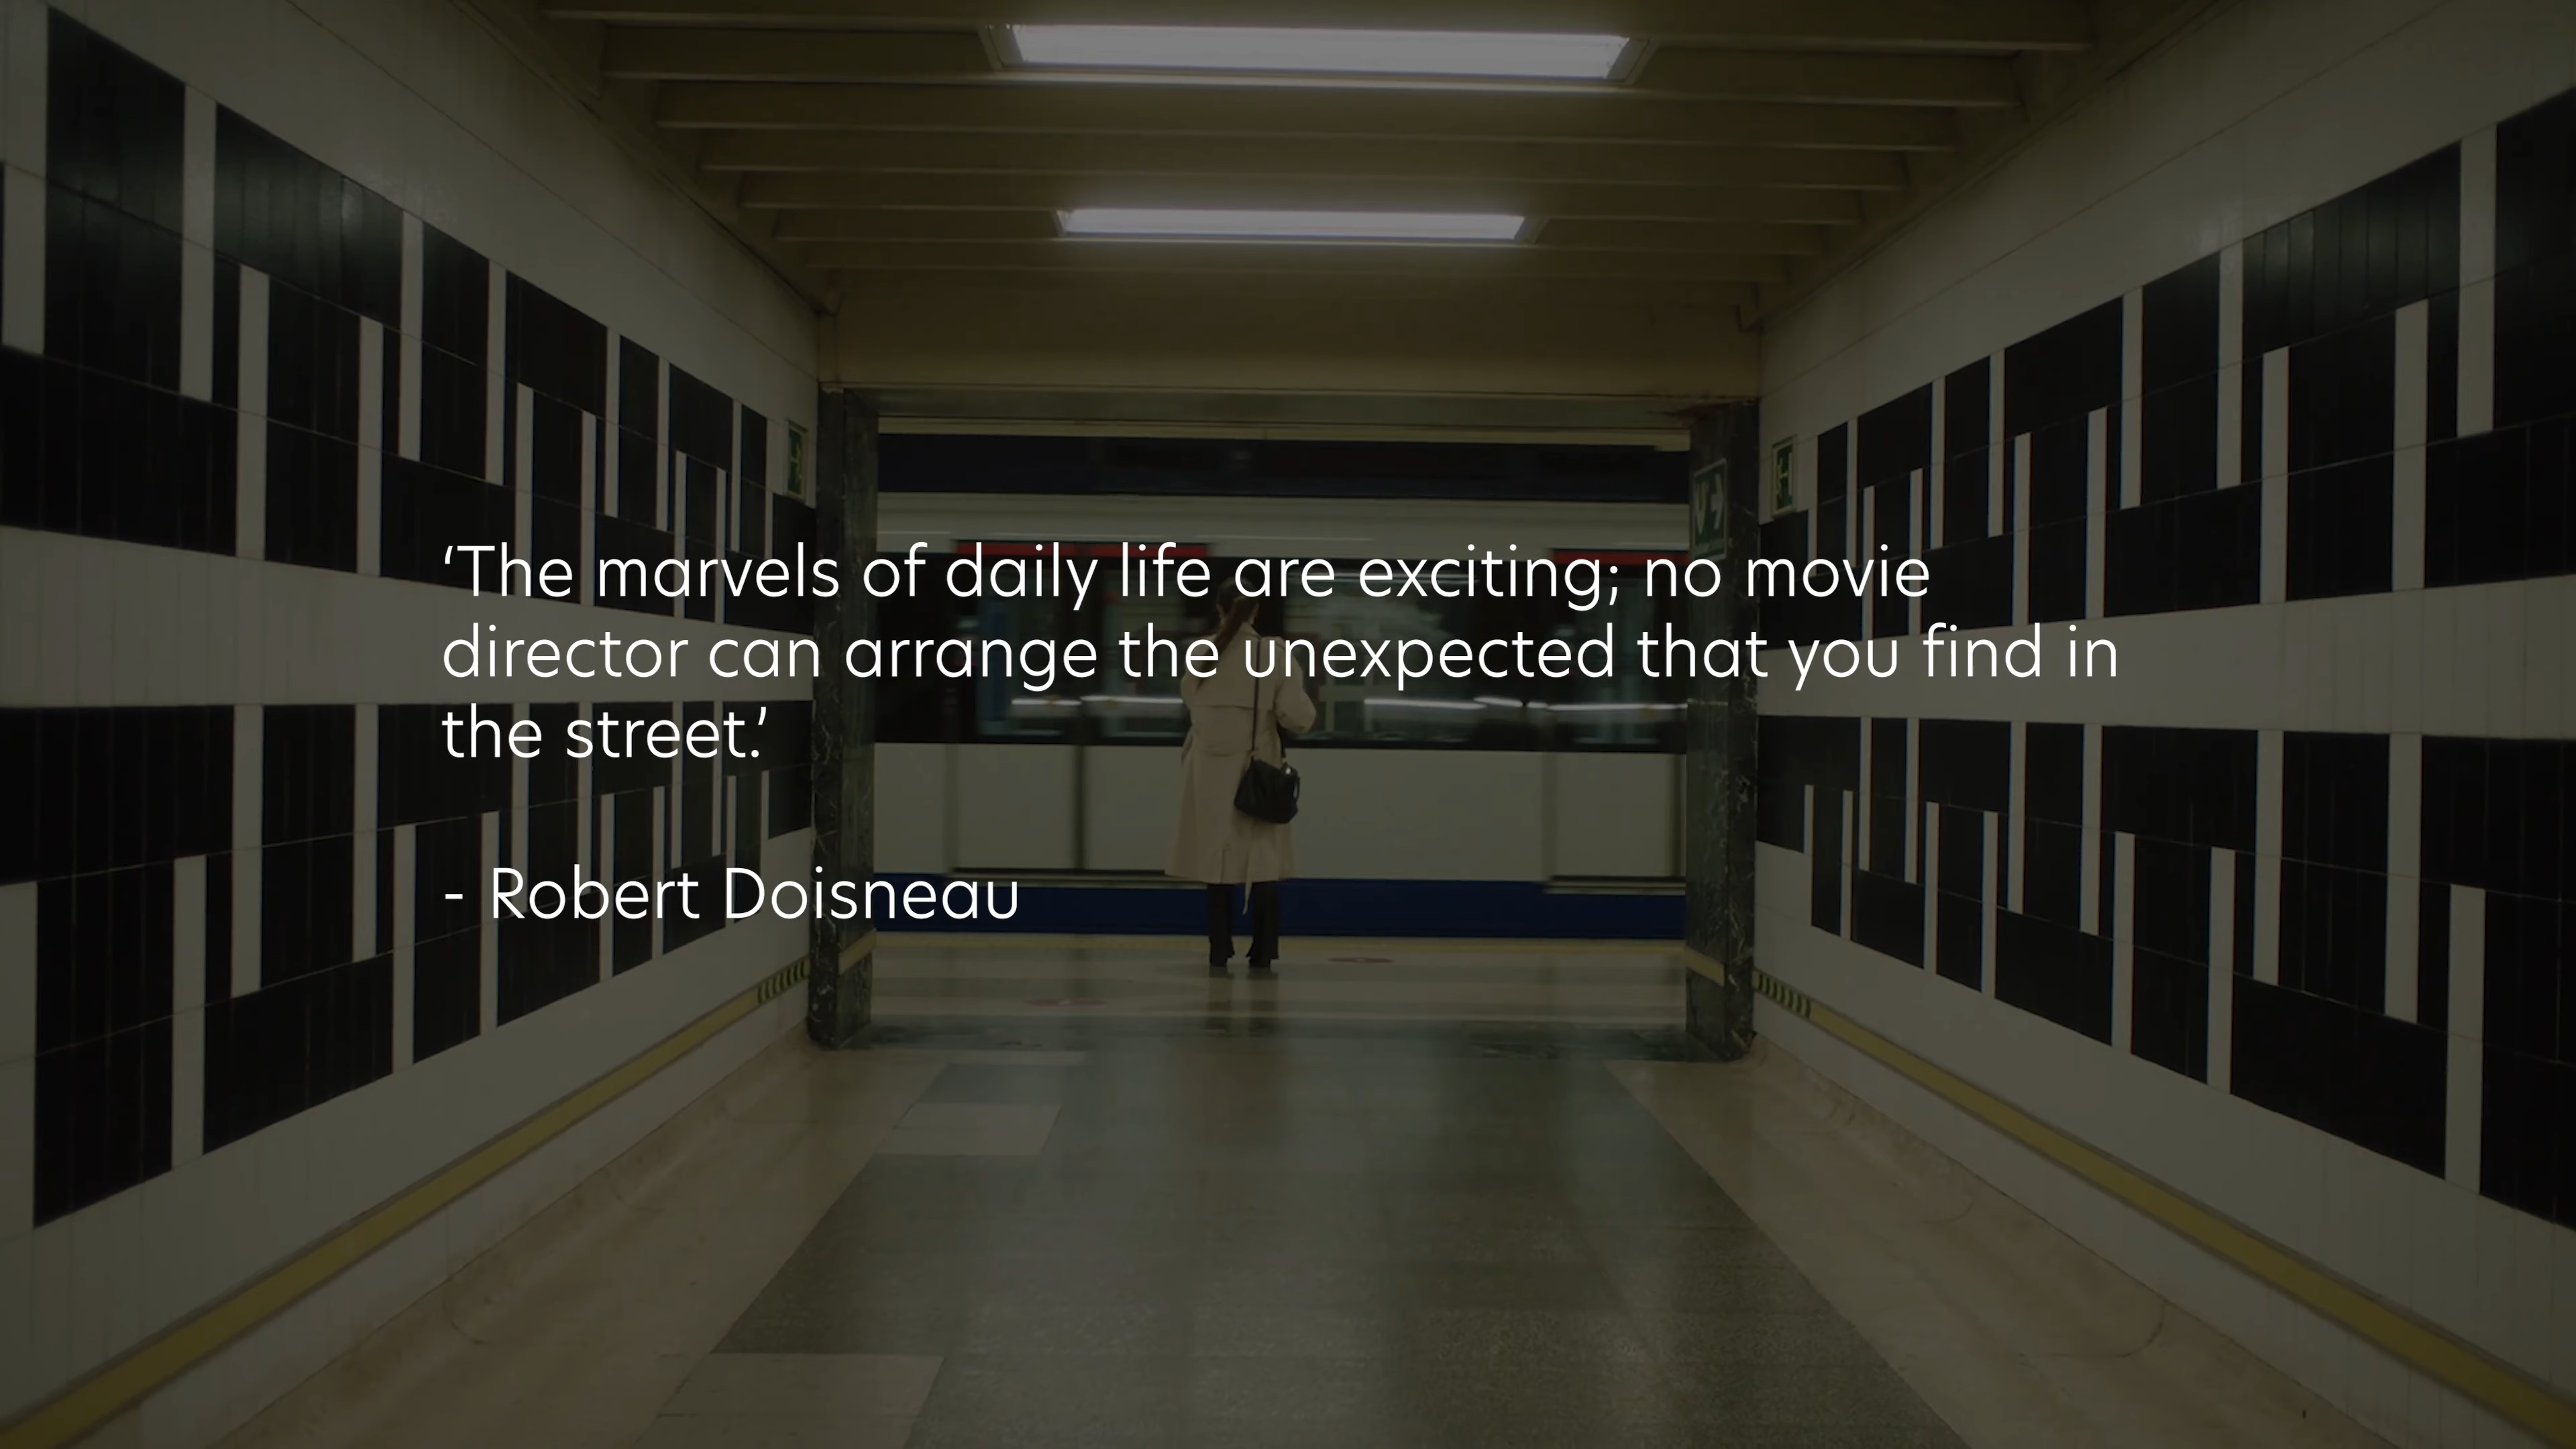 ‘The marvels of daily life are exciting; no movie
director can arrange the unexpected that you find in
the street.’
- Robert Doisneau